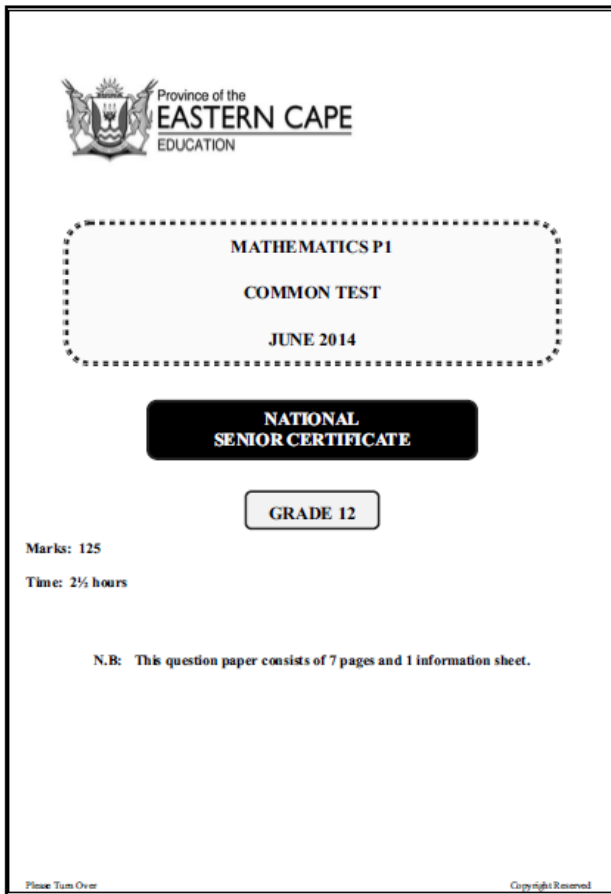 Province of the
EASTERN CAPE
EDUCATION
MATHEMATICS P1
COMMON TEST
JUNE 2014
NATIONAL
SENIOR CERTIFICATE
GRADE 12
Marks: 125
Time: 2½ hours
N.B: This question paper consists of 7 pages and 1 information sheet.
Please Turn Over Copyright Reserved